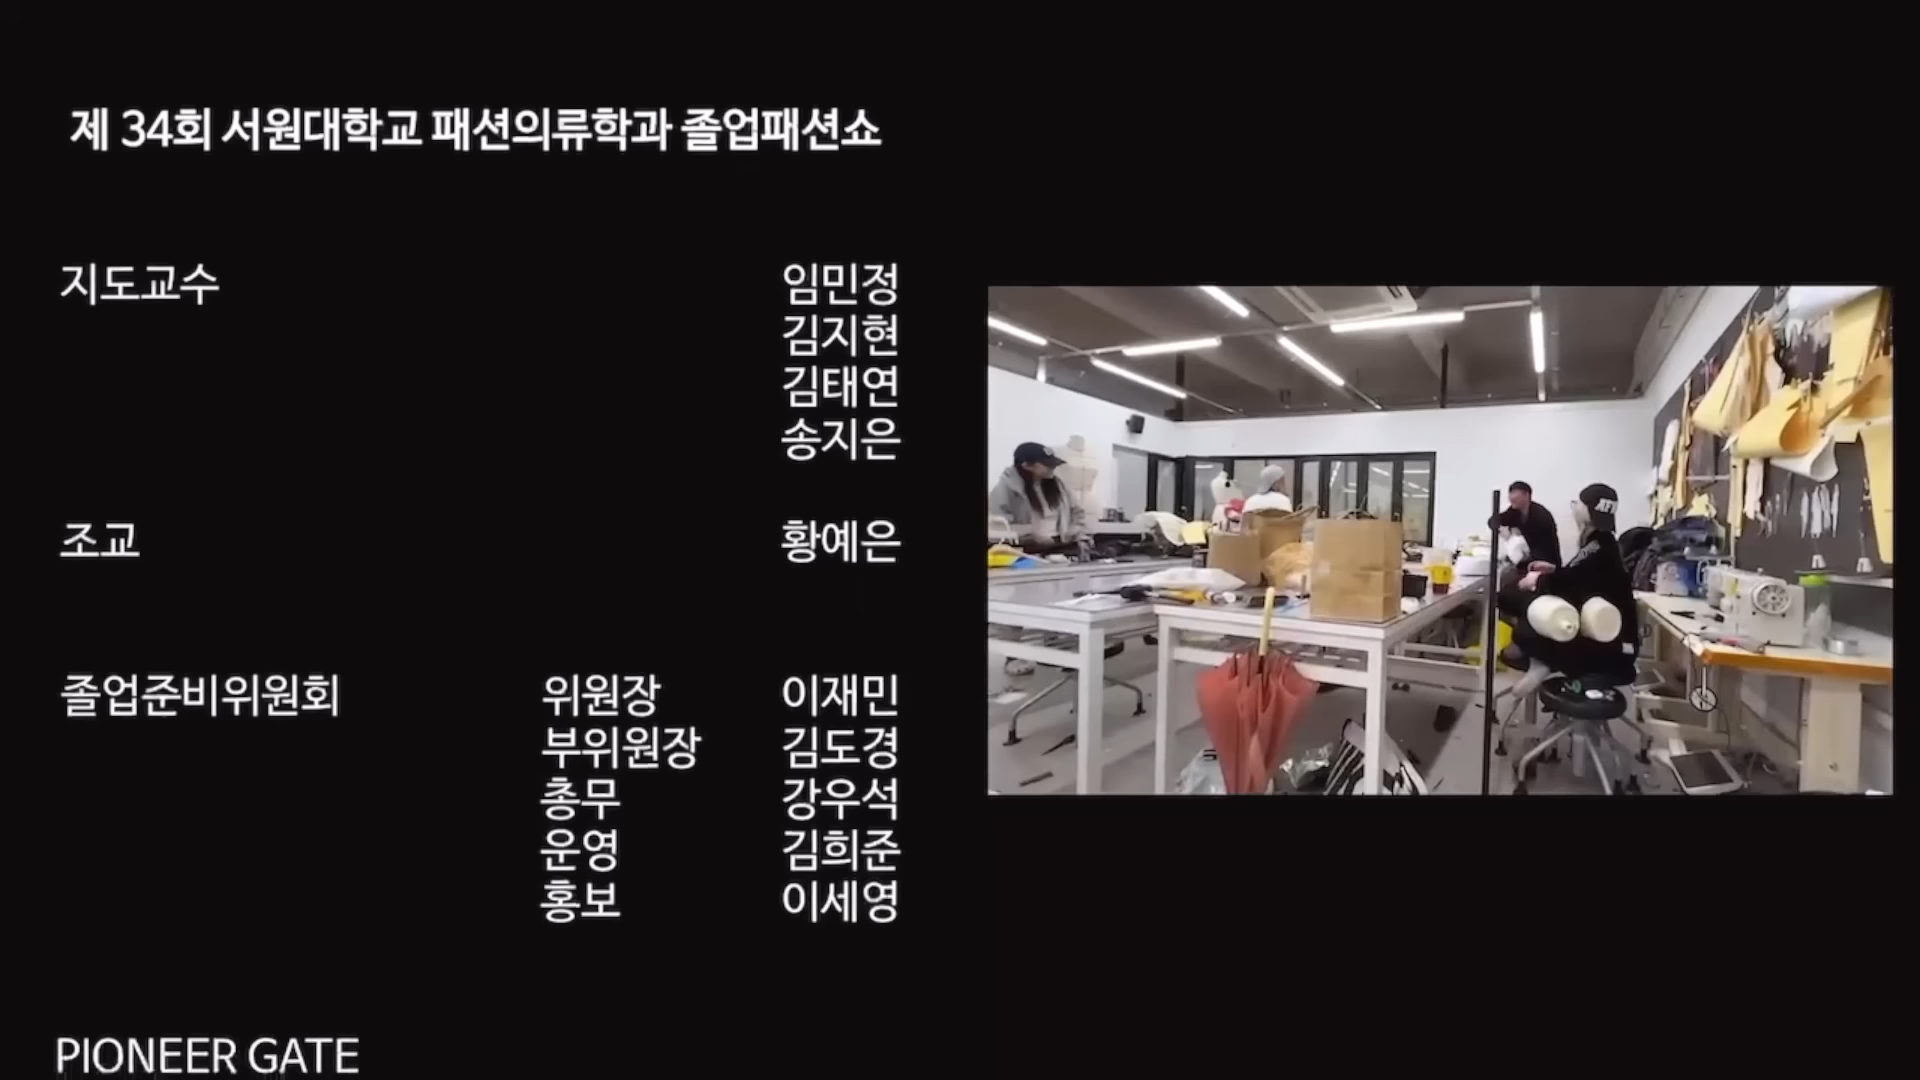 제 34회 서원대학교 패션의류학과 졸업패션쇼
지도교수 임민정
김지현
김태연
송지은
조교 황예은
졸업준비위원회 위원장 이재민
부위원장 김도경
총무 강우석
운영 김희준
홍보 이세영
PIONEER GATE